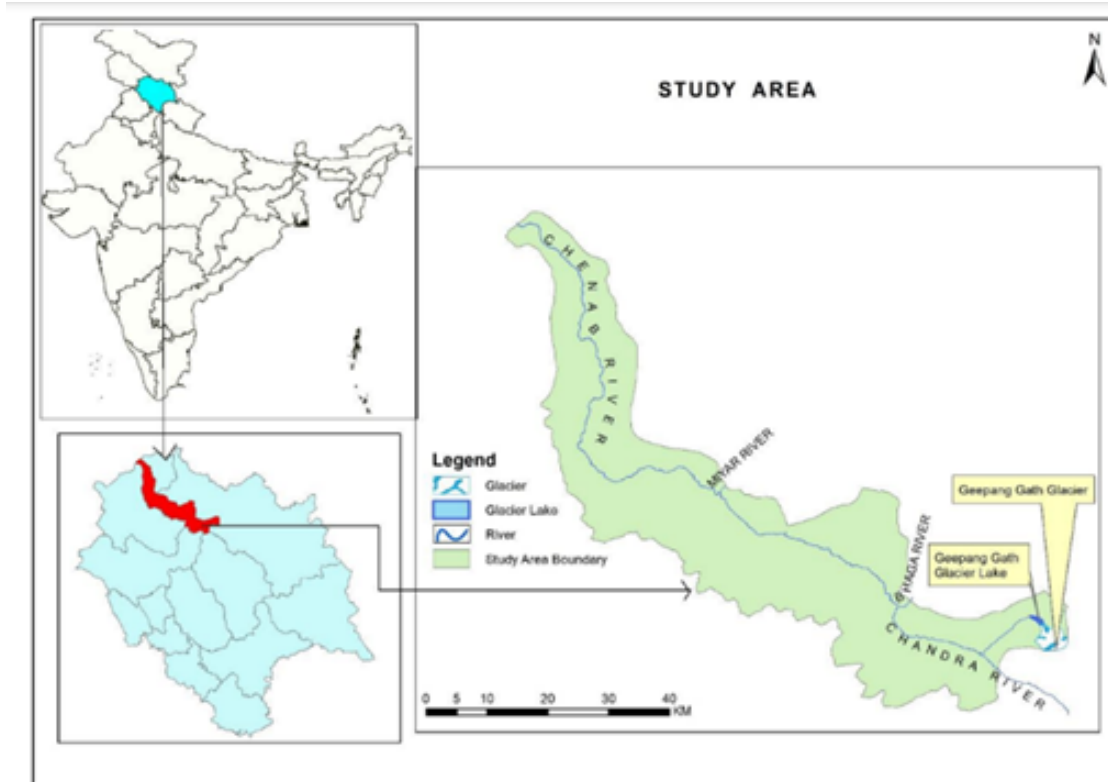 STUDY AREA
N
CHENAB RIVER
MIYAR RIVER
BHAGA RIVER
CHANDRA RIVER
Geepang Gath Glacier
Geepang Gath
Glacier Lake
Legend
Glacier
Glacier Lake
River
Study Area Boundary
0 5 10 20 30 40
KM